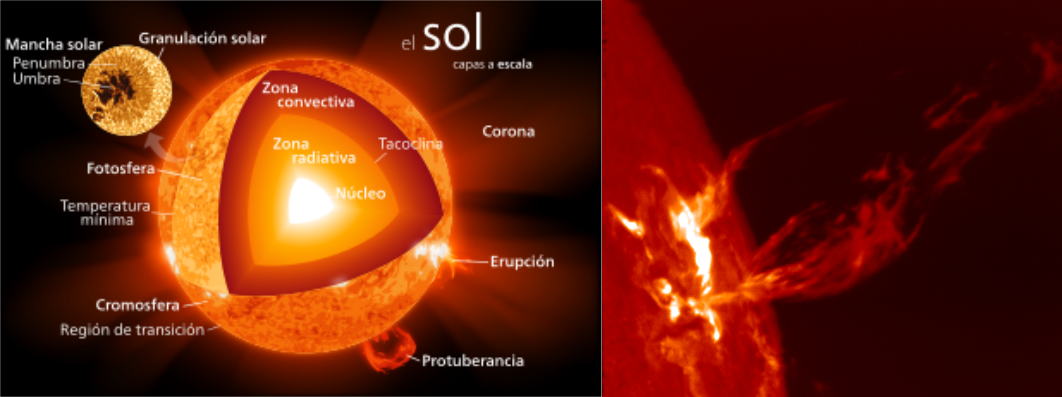 el sol
capas a escala
Mancha solar
Penumbra
Umbra
Granulación solar
Zona
convectiva
Zona
radiativa
Tacoclina
Núcleo
Corona
Fotosfera
Temperatura
mínima
Erupción
Cromosfera
Región de transición
Protuberancia